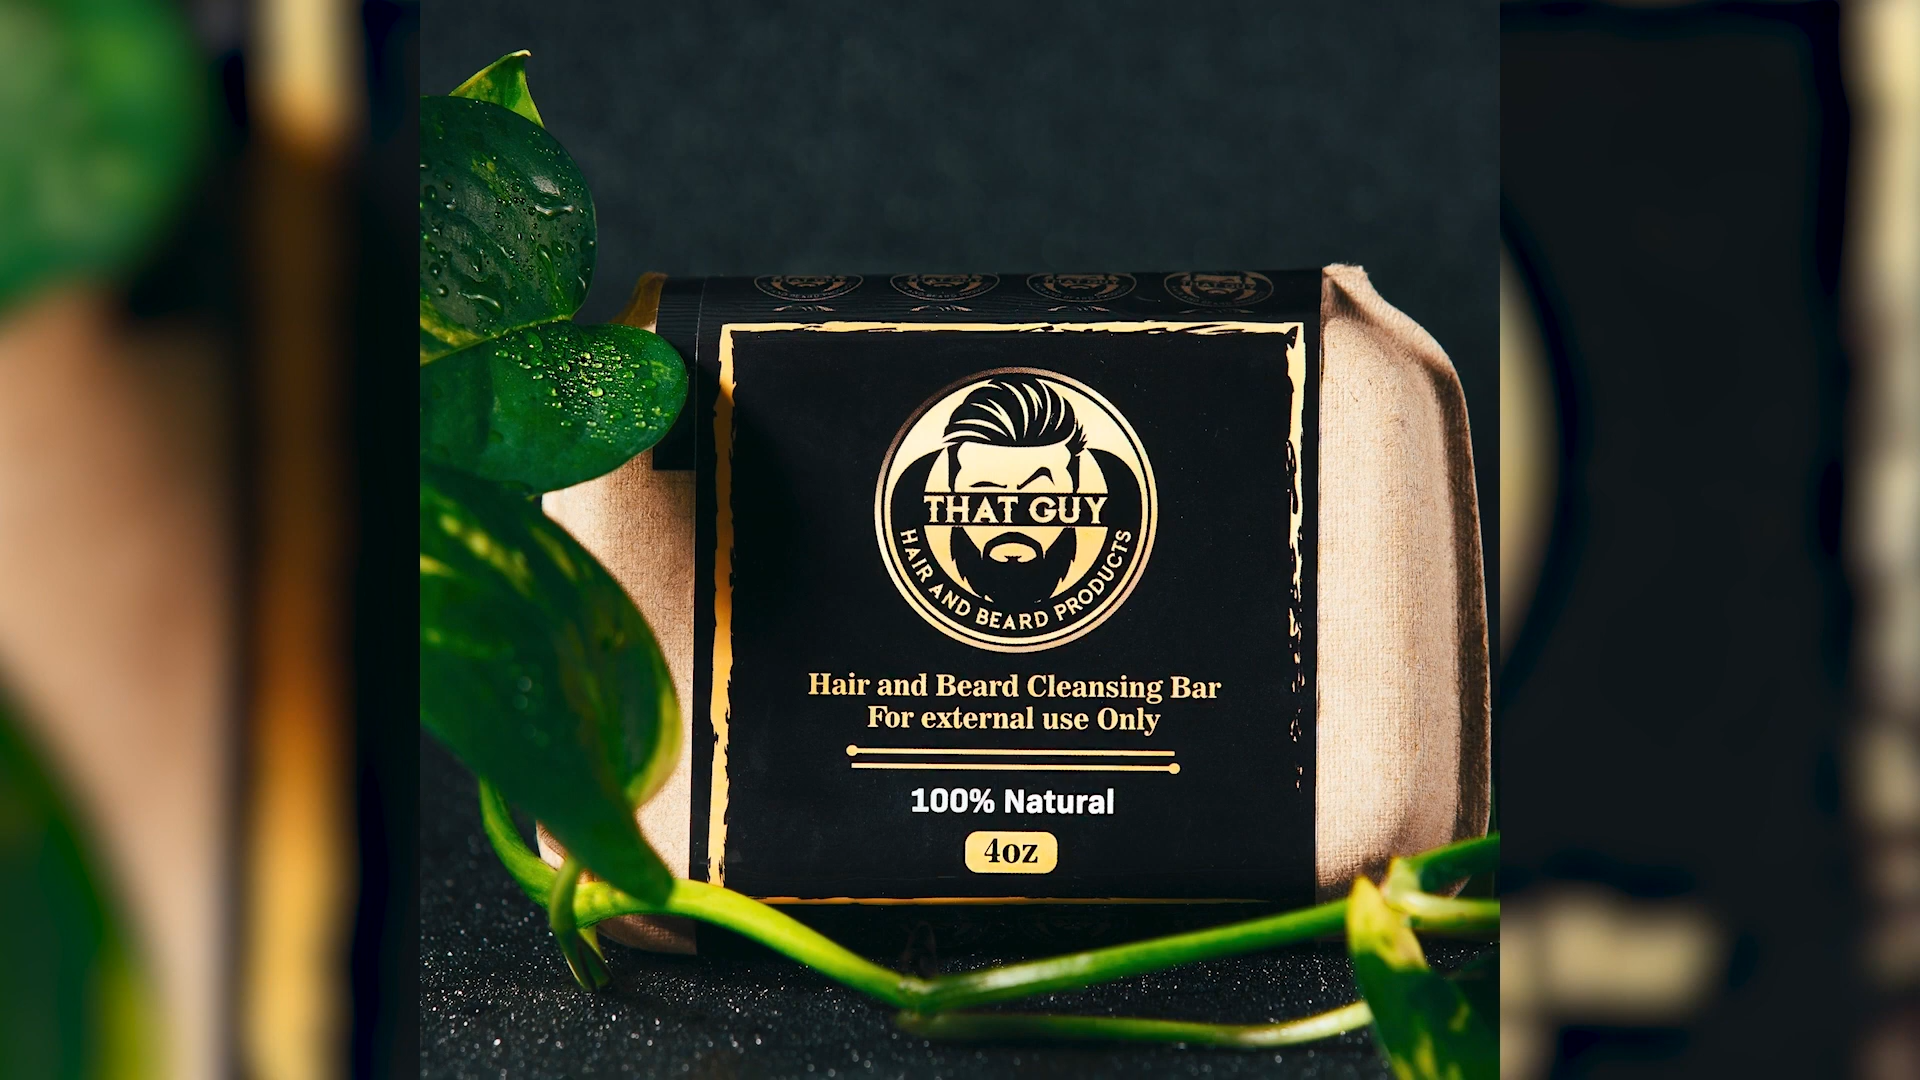 THAT GUY
HAIR AND BEARD PRODUCTS
Hair and Beard Cleansing Bar
For external use Only
100% Natural
4oz